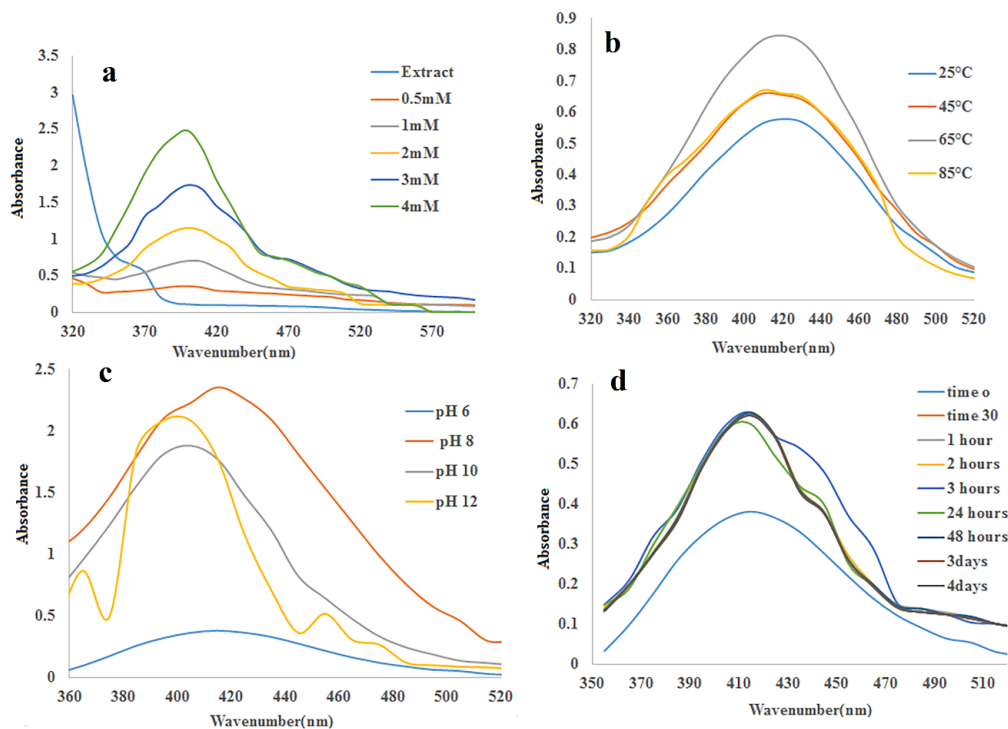 a
3.5
3
2.5
2
1.5
1
0.5
0
320 370 420 470 520 570
Absorbance
Wavenumber(nm)
Extract
0.5mM
1mM
2mM
3mM
4mM
b
0.9
0.8
0.7
0.6
0.5
0.4
0.3
0.2
0.1
0
320 340 360 380 400 420 440 460 480 500 520
Absorbance
Wavenumber(nm)
25°C
45°C
65°C
85°C
c
2.5
2
1.5
1
0.5
0
360 380 400 420 440 460 480 500 520
Absorbance
Wavenumber(nm)
pH 6
pH 8
pH 10
pH 12
d
0.7
0.6
0.5
0.4
0.3
0.2
0.1
0
350 370 390 410 430 450 470 490 510
Absorbance
Wavenumber(nm)
time o
time 30
1 hour
2 hours
3 hours
24 hours
48 hours
3days
4days